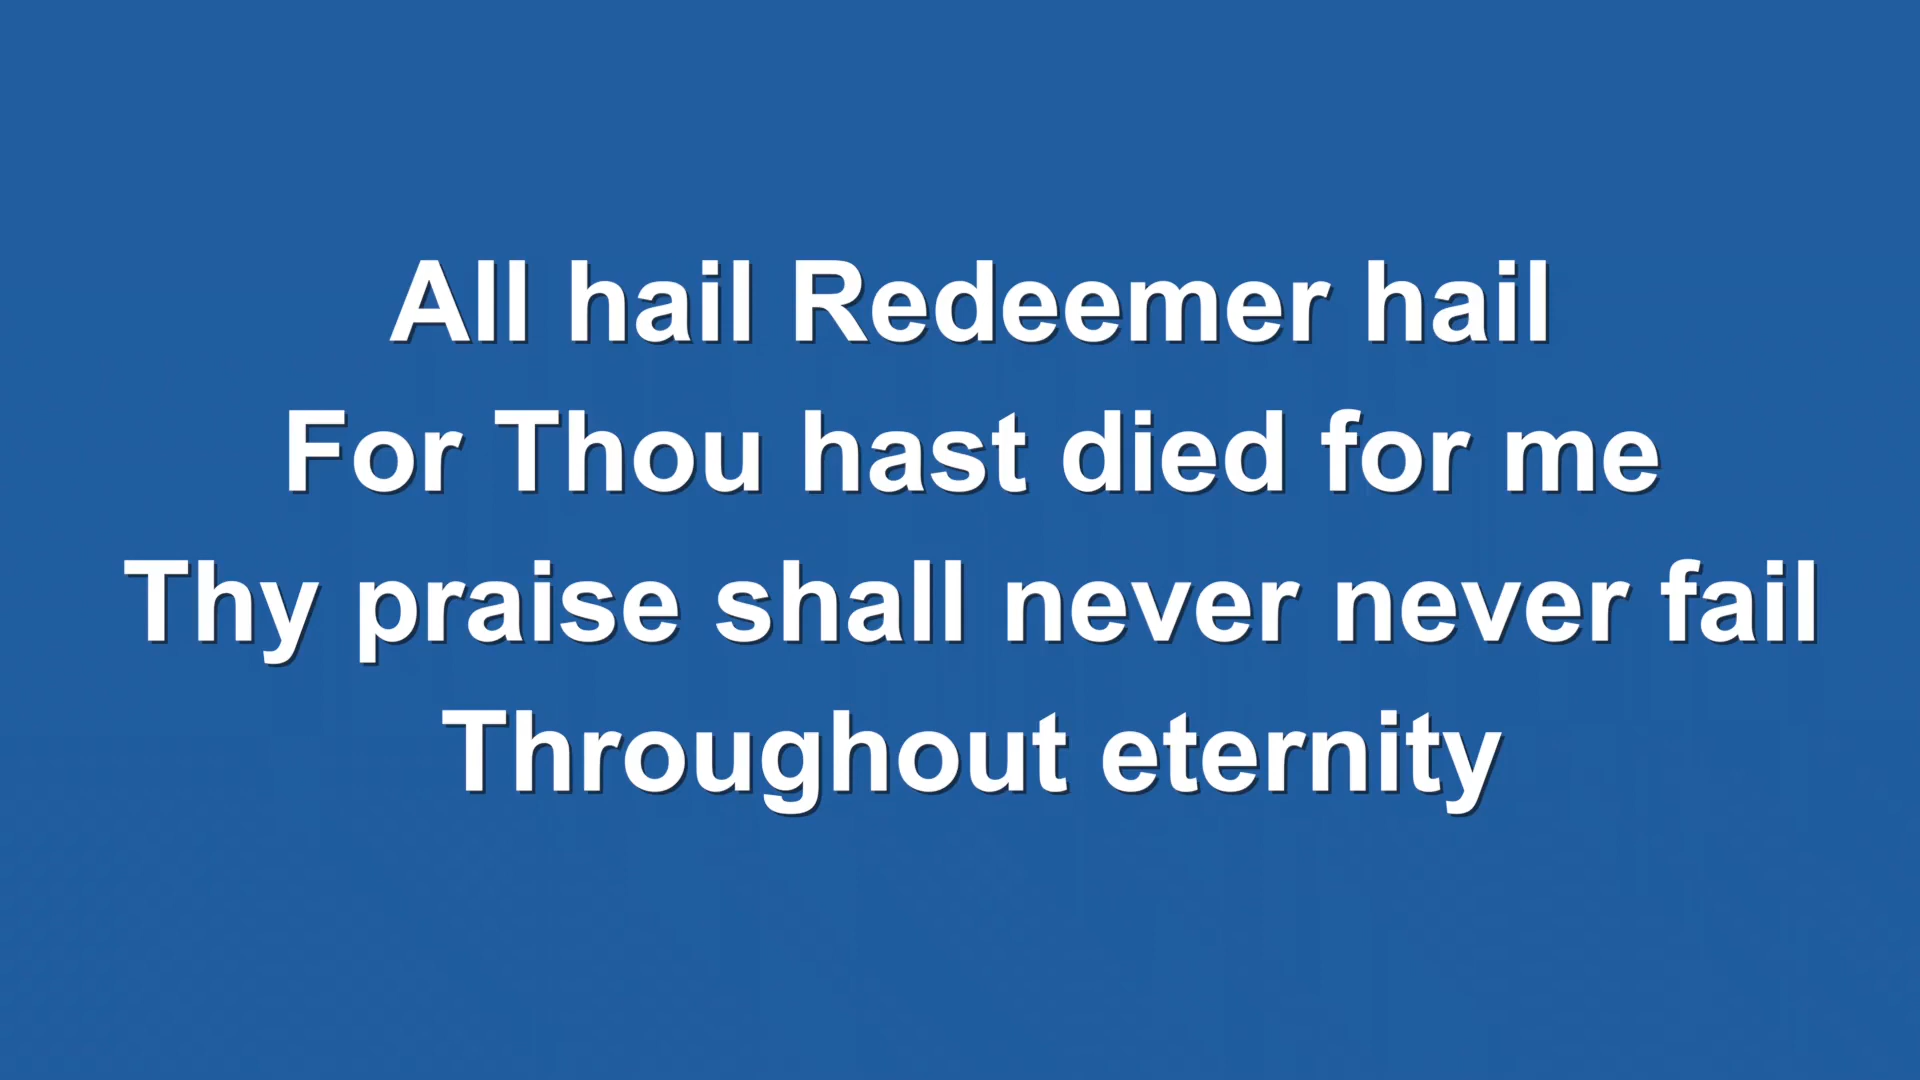 All hail Redeemer hail
For Thou hast died for me
Thy praise shall never never fail
Throughout eternity